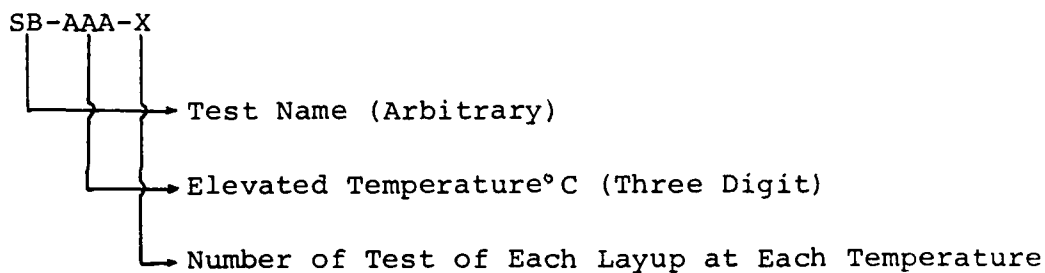 SB-AAA-X
Test Name (Arbitrary)
Elevated Temperature°C (Three Digit)
Number of Test of Each Layup at Each Temperature